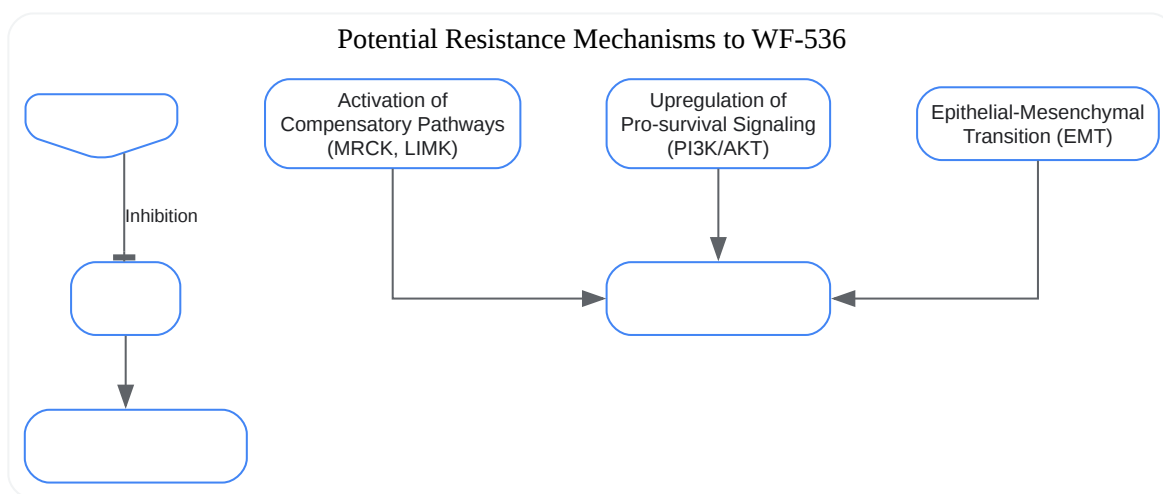 Potential Resistance Mechanisms to WF-536
Activation of
Compensatory Pathways
(MRCK, LIMK)
Upregulation of
Pro-survival Signaling
(PI3K/AKT)
Epithelial-Mesenchymal
Transition (EMT)
Inhibition